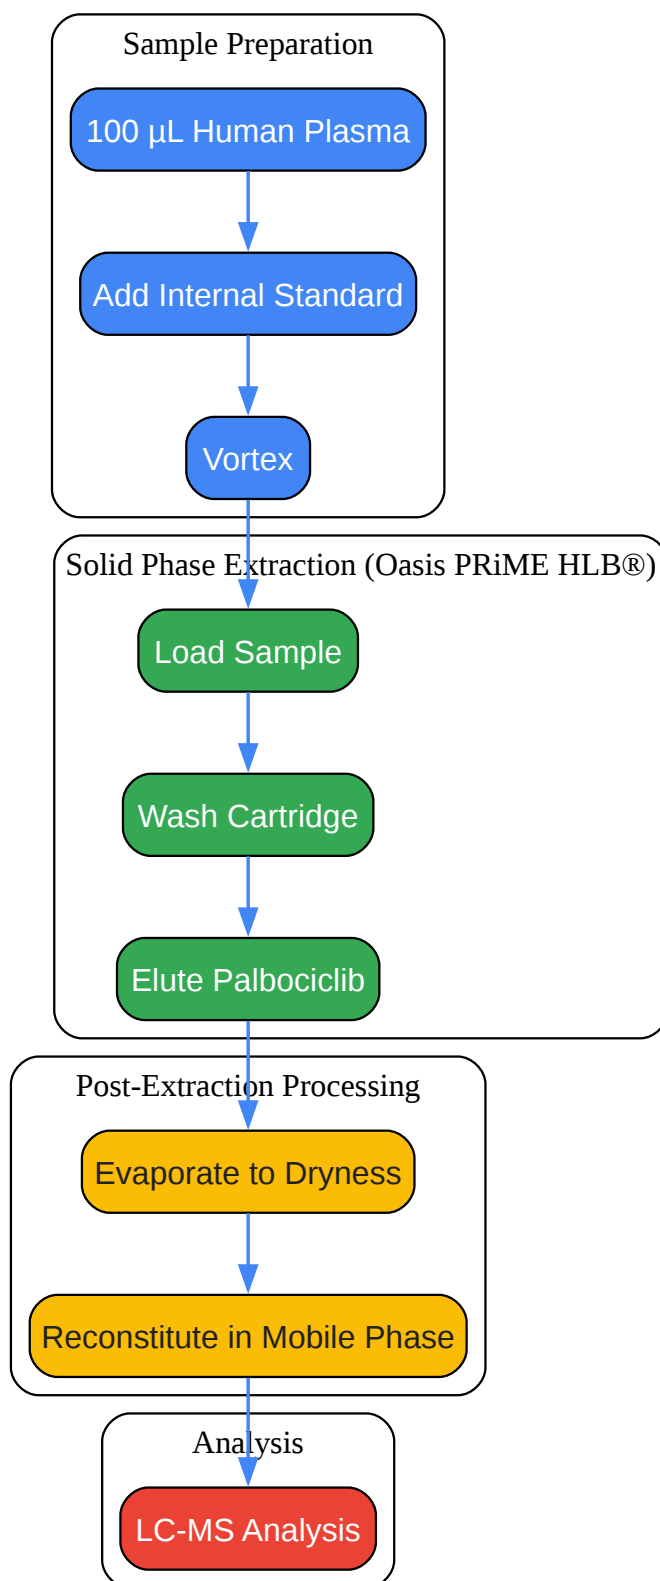 Sample Preparation
100 µL Human Plasma
Add Internal Standard
Vortex
Solid Phase Extraction (Oasis PRiME HLB®)
Load Sample
Wash Cartridge
Elute Palbociclib
Post-Extraction Processing
Evaporate to Dryness
Reconstitute in Mobile Phase
Analysis
LC-MS Analysis